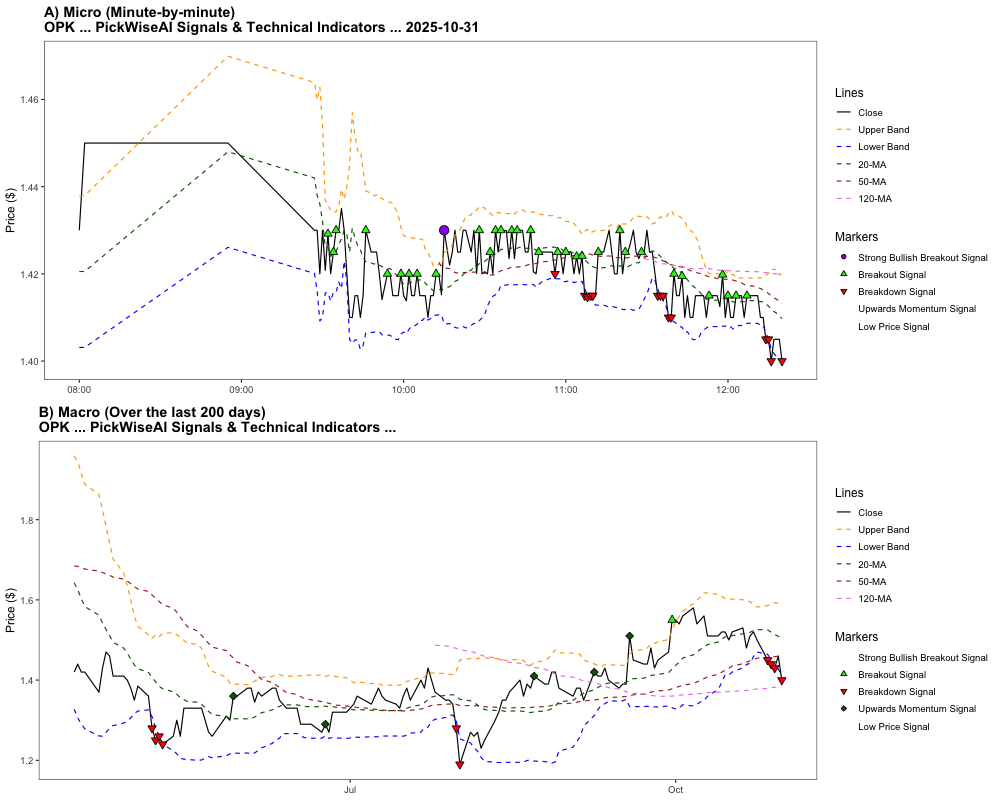 A) Micro (Minute-by-minute)
OPK ... PickWiseAI Signals & Technical Indicators ... 2025-10-31
Price ($)
1.46
1.44
1.42
1.40
08:00
09:00
10:00
11:00
12:00
Lines
Close
Upper Band
Lower Band
20-MA
50-MA
120-MA
Markers
Strong Bullish Breakout Signal
Breakout Signal
Breakdown Signal
Upwards Momentum Signal
Low Price Signal
B) Macro (Over the last 200 days)
OPK ... PickWiseAI Signals & Technical Indicators ...
Price ($)
1.8
1.6
1.4
1.2
Jul
Oct
Lines
Close
Upper Band
Lower Band
20-MA
50-MA
120-MA
Markers
Strong Bullish Breakout Signal
Breakout Signal
Breakdown Signal
Upwards Momentum Signal
Low Price Signal